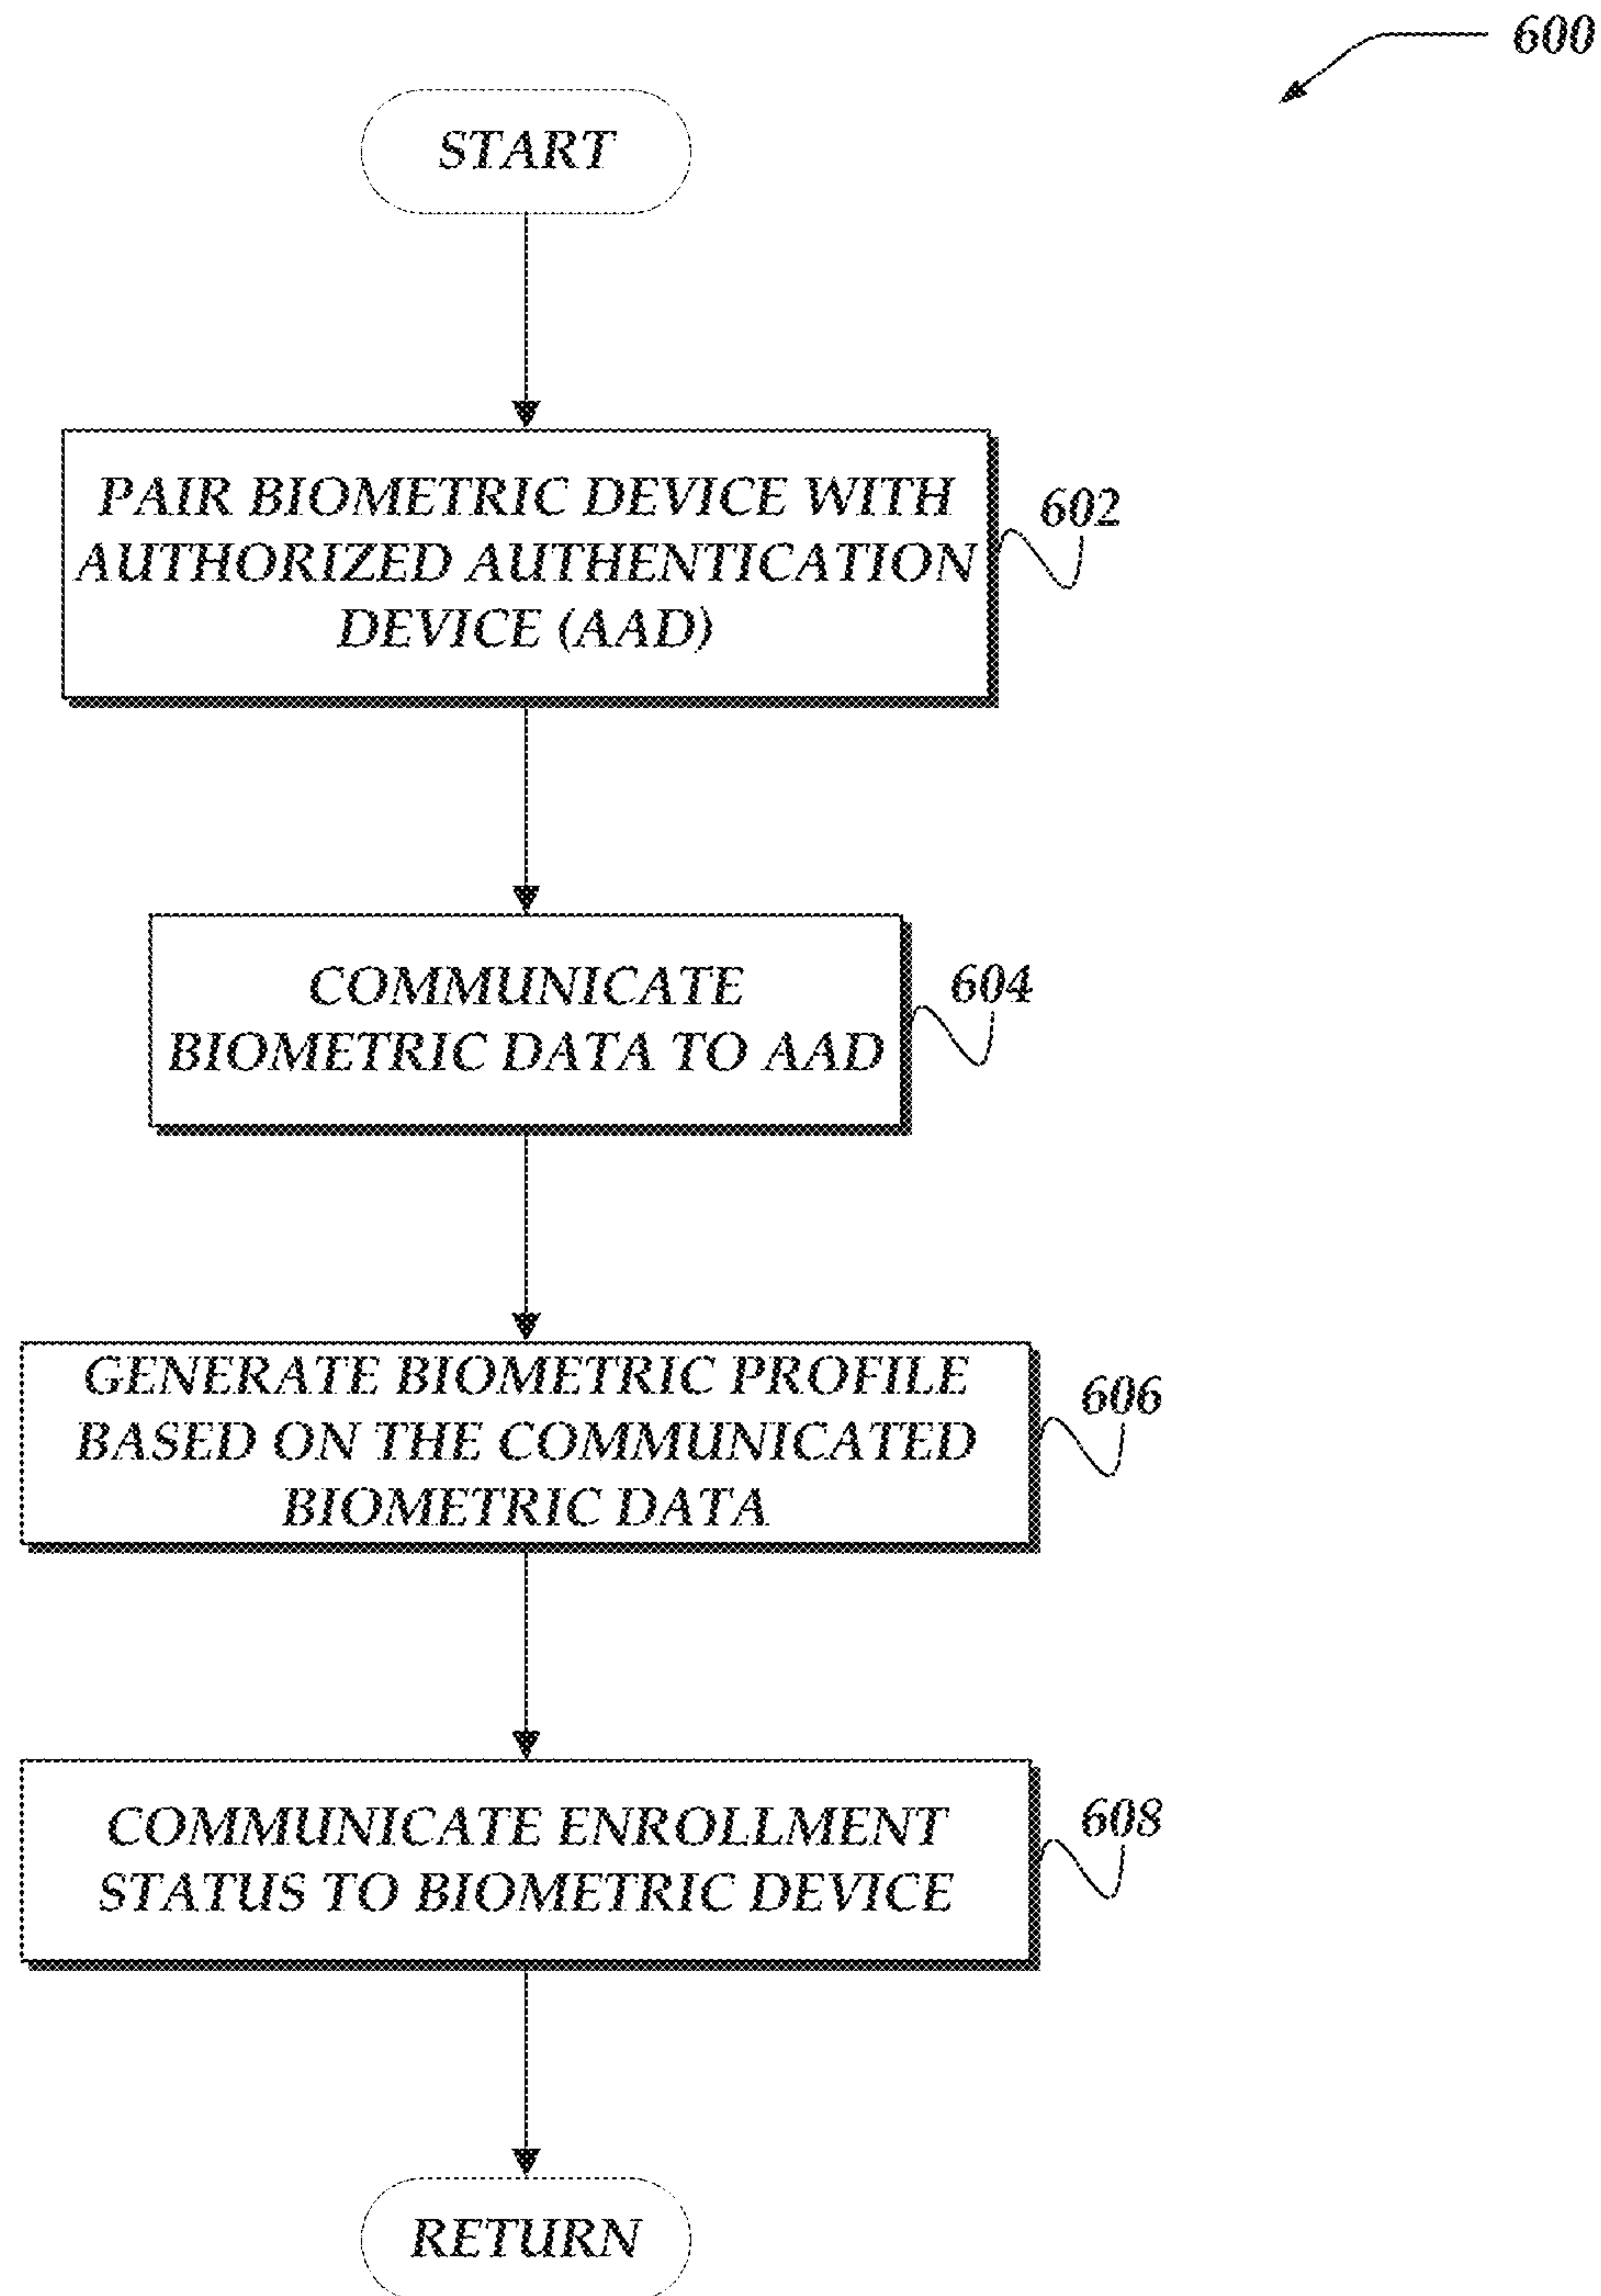 600
START
PAIR BIOMETRIC DEVICE WITH
AUTHORIZED AUTHENTICATION
DEVICE (AAD)
602
COMMUNICATE
BIOMETRIC DATA TO AAD
604
GENERATE BIOMETRIC PROFILE
BASED ON THE COMMUNICATED
BIOMETRIC DATA
606
COMMUNICATE ENROLLMENT
STATUS TO BIOMETRIC DEVICE
608
RETURN